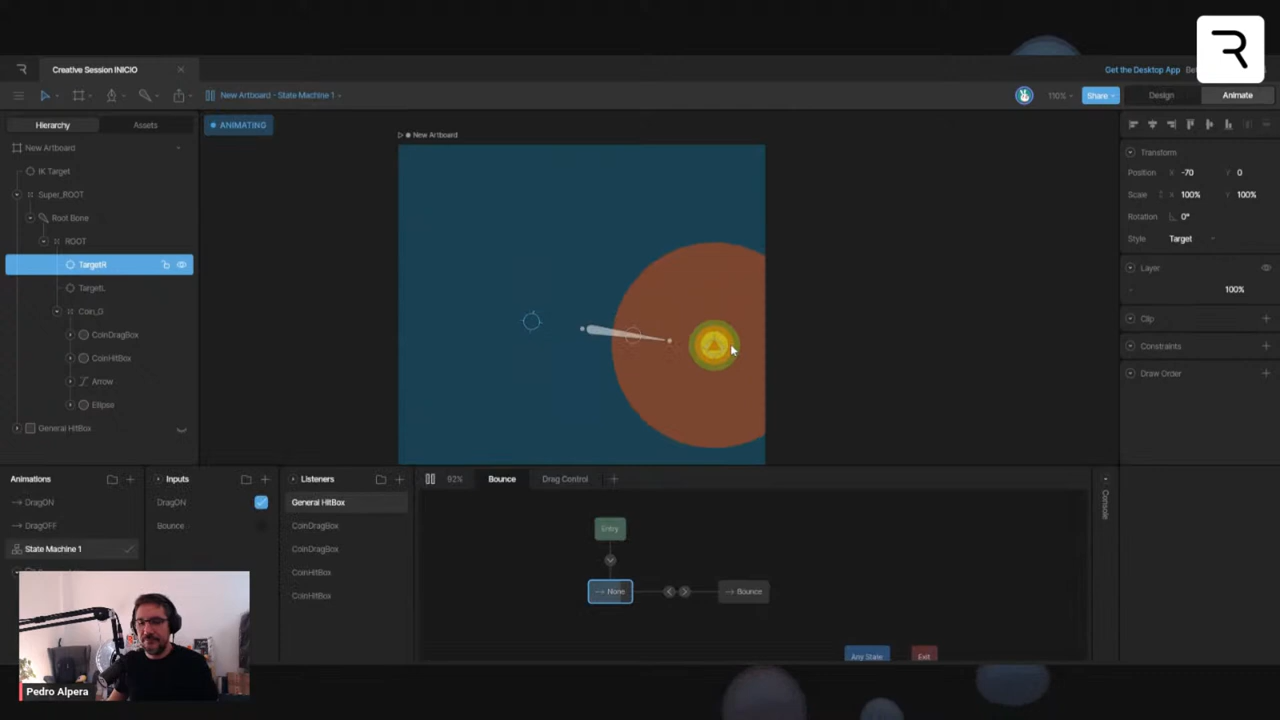 Creative Session INICIO
Get the Desktop App
New Artboard - State Machine 1
110%
Share
Design
Animate
Hierarchy
Assets
ANIMATING
New Artboard
New Artboard
IK Target
Super_ROOT
Root Bone
ROOT
TargetR
TargetL
Coin_G
CoinDragBox
CoinHitBox
Arrow
Ellipse
General HitBox
Transform
Position
X
-70
Y
0
Scale
X
100%
Y
100%
Rotation
0°
Style
Target
Layer
100%
Clip
Constraints
Draw Order
Animations
DragON
DragOFF
State Machine 1
Inputs
DragON
Bounce
Listeners
General HitBox
CoinDragBox
CoinDragBox
CoinHitBox
CoinHitBox
92%
Bounce
Drag Control
Entry
None
Bounce
Any State
Exit
Console
Pedro Alpera